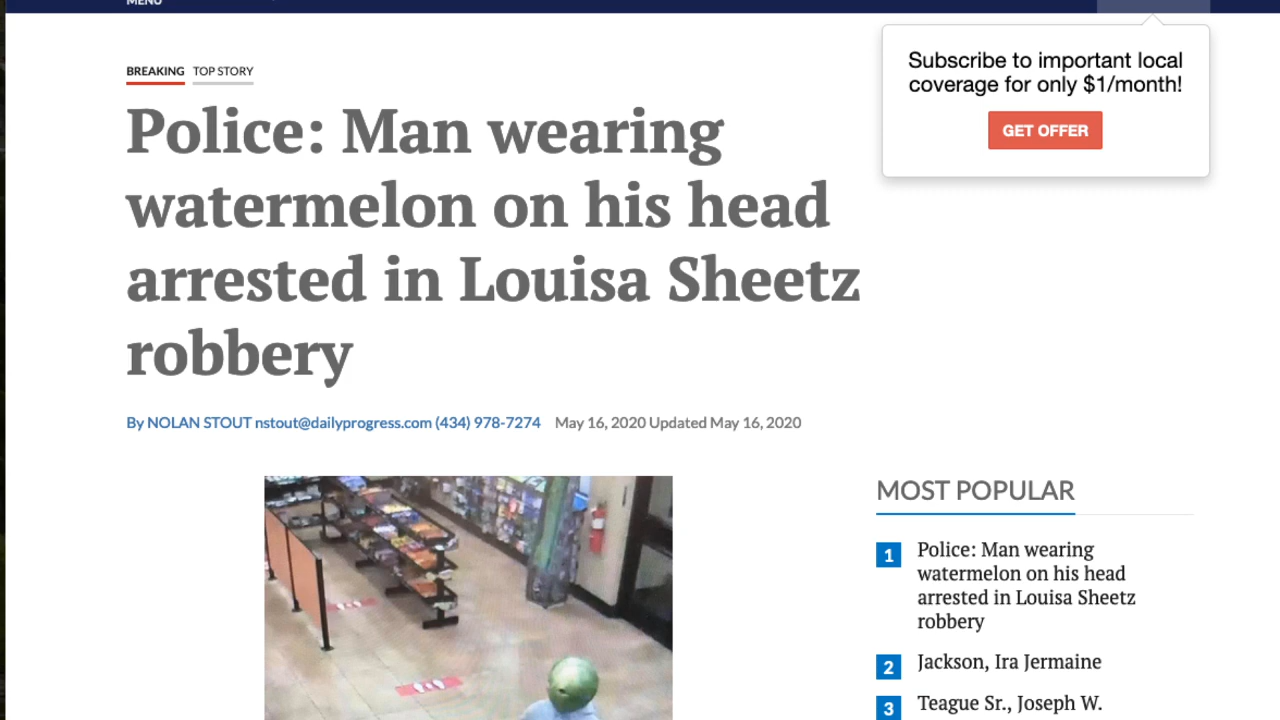 MENU
BREAKING TOP STORY
Police: Man wearing
watermelon on his head
arrested in Louisa Sheetz
robbery
By NOLAN STOUT nstout@dailyprogress.com (434) 978-7274 May 16, 2020 Updated May 16, 2020
Subscribe to important local
coverage for only $1/month!
GET OFFER
MOST POPULAR
1 Police: Man wearing
watermelon on his head
arrested in Louisa Sheetz
robbery
2 Jackson, Ira Jermaine
3 Teague Sr., Joseph W.